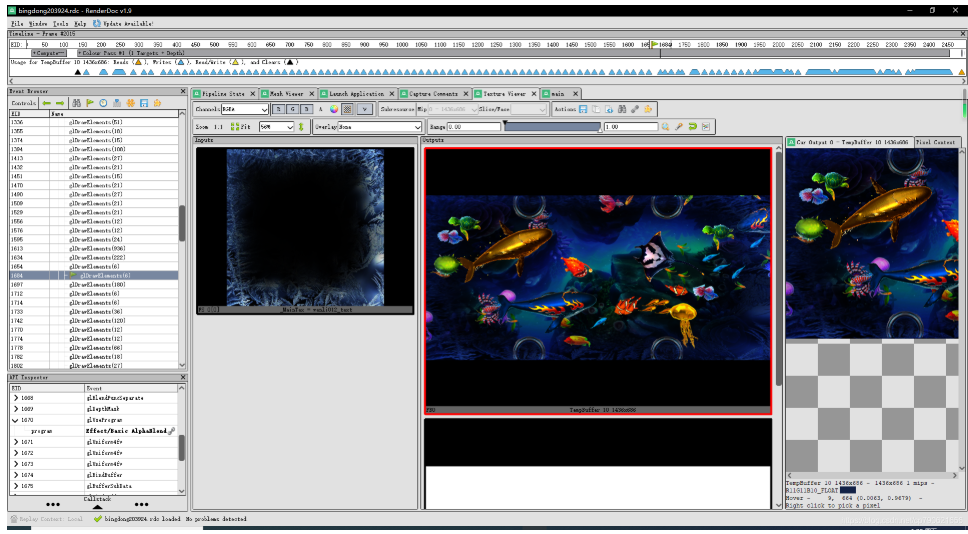 bingdong203924.rdc - RenderDoc v1.9
File Window Tools Help Update Available!
Timeline - Frame #2015
EID: 50 100 150 200 250 300 350 400 450 500 550 600 650 700 750 800 850 900 950 1000 1050 1100 1150 1200 1250 1300 1350 1400 1450 1500 1550 1600 1684 1750 1800 1850 1900 1950 2000 2050 2100 2150 2200 2250 2300 2350 2400 2450
+ Colour Pass #1 (1 Targets + Depth)
Usage for TempBuffer 10 1436x686: Reads ( ), Writes ( ), Read/Write ( ), and Clears ( )
Event Browser
Controls
EID Name
1336 glDrawElements(51)
1355 glDrawElements(18)
1374 glDrawElements(15)
1394 glDrawElements(108)
1413 glDrawElements(27)
1432 glDrawElements(21)
1451 glDrawElements(15)
1470 glDrawElements(21)
1490 glDrawElements(27)
1509 glDrawElements(21)
1529 glDrawElements(21)
1556 glDrawElements(12)
1576 glDrawElements(12)
1595 glDrawElements(24)
1613 glDrawElements(936)
1634 glDrawElements(222)
1654 glDrawElements(6)
1684 glDrawElements(6)
1697 glDrawElements(180)
1712 glDrawElements(6)
1714 glDrawElements(6)
1733 glDrawElements(36)
1742 glDrawElements(120)
1770 glDrawElements(12)
1774 glDrawElements(12)
1778 glDrawElements(66)
1782 glDrawElements(18)
1802 glDrawElements(27)
API Inspector
EID Event
1668 glBlendFuncSeparate
1669 glDepthMask
1670 glUseProgram
program Effect/Basic AlphaBlend
1671 glUniform4fv
1672 glUniform4fv
1673 glUniform4fv
1674 glBindBuffer
1675 glBufferSubData
Callstack
Pipeline State Mesh Viewer Launch Application Capture Comments Texture Viewer main
Channels RGBA R G B A Subresource Mip Slice/Face Actions
Zoom 1:1 Fit 56% Overlay None Range 0.00 1.00
Inputs
Outputs
FS 0[0] _MainTex =
FB0 TempBuffer 10 1436x686
Cur Output 0 - TempBuffer 10 1436x686 Pixel Context
TempBuffer 10 1436x686 - 1436x686 1 mips -
R11G11B10_FLOAT
Hover - 9, 664 (0.0063, 0.9679) -
Right click to pick a pixel
Replay Context: Local bingdong203924.rdc loaded. No problems detected.